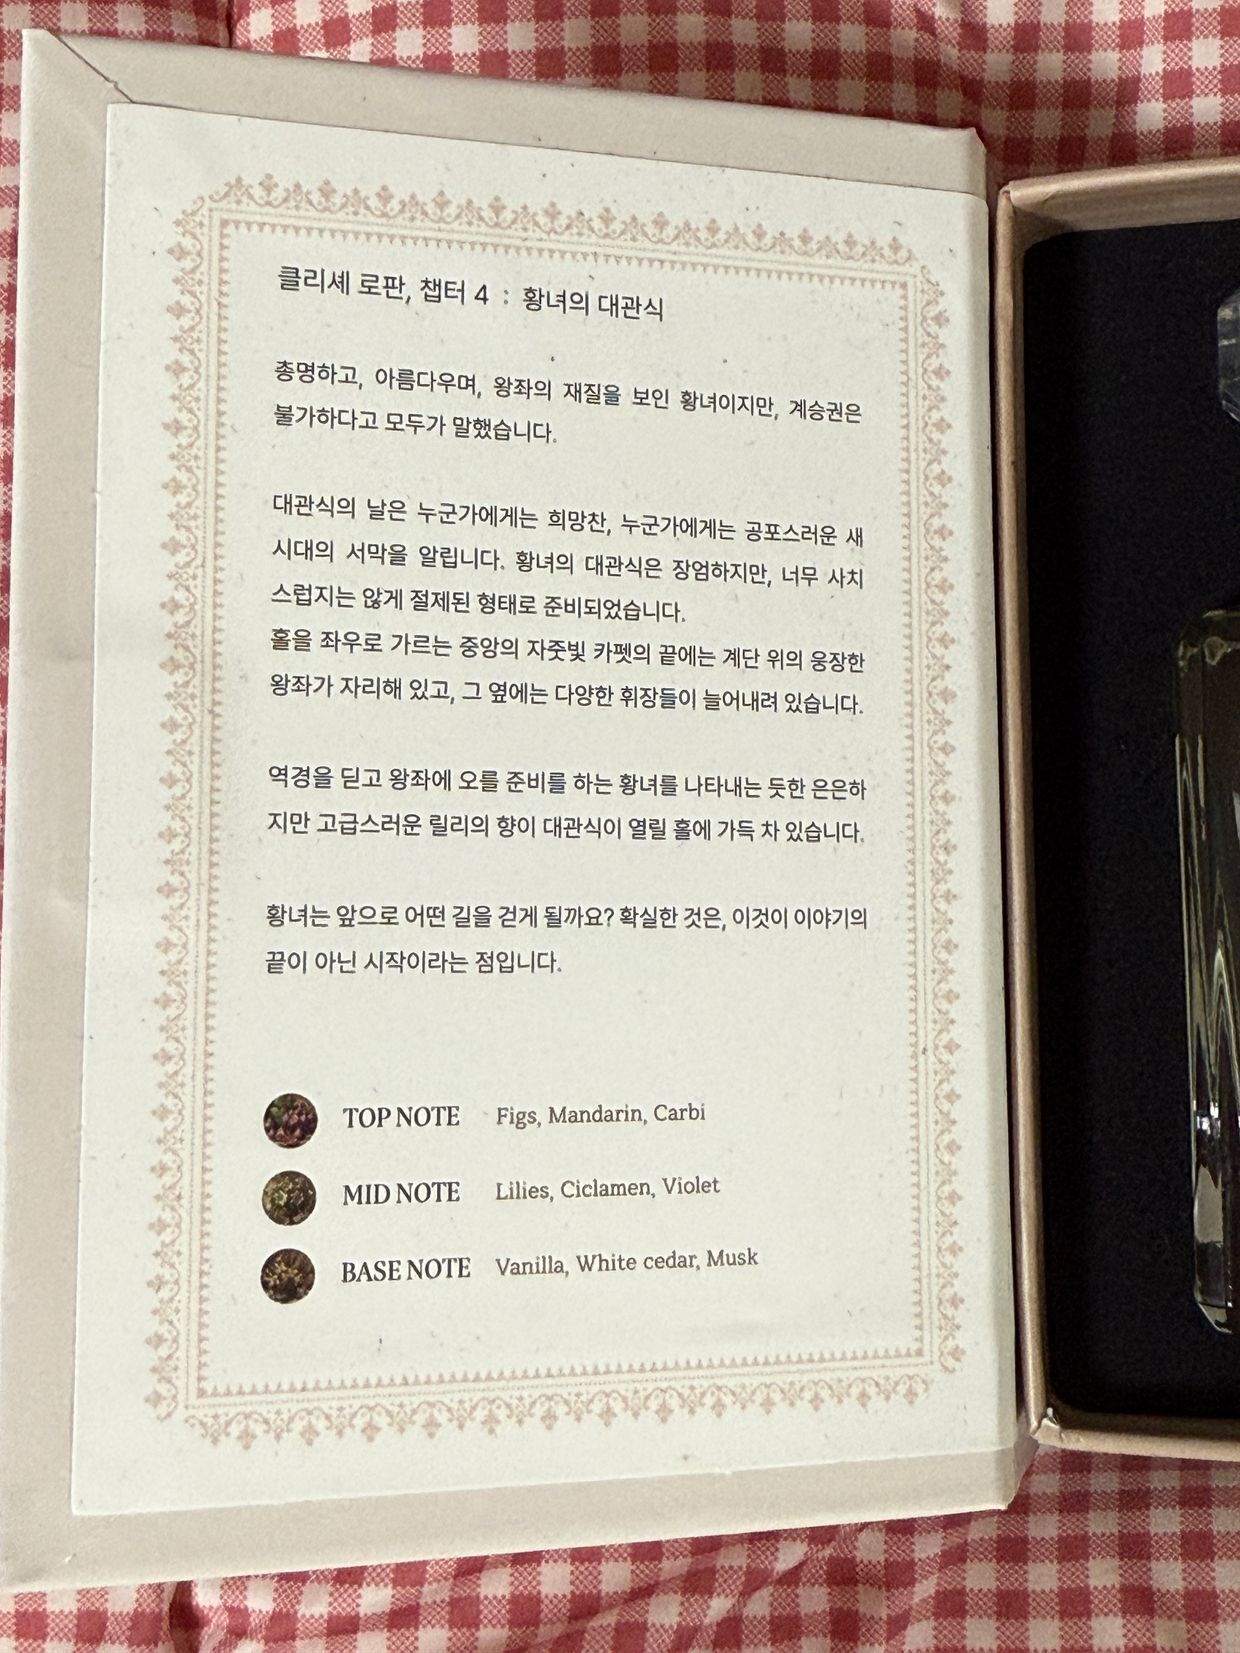 클리셰 로판, 챕터 4 : 황녀의 대관식
총명하고, 아름다우며, 왕좌의 재질을 보인 황녀이지만, 계승권은
불가하다고 모두가 말했습니다.
대관식의 날은 누군가에게는 희망찬, 누군가에게는 공포스러운 새
시대의 서막을 알립니다. 황녀의 대관식은 장엄하지만, 너무 사치
스럽지는 않게 절제된 형태로 준비되었습니다.
홀을 좌우로 가르는 중앙의 자줏빛 카펫의 끝에는 계단 위의 웅장한
왕좌가 자리해 있고, 그 옆에는 다양한 휘장들이 늘어내려 있습니다.
역경을 딛고 왕좌에 오를 준비를 하는 황녀를 나타내는 듯한 은은하
지만 고급스러운 릴리의 향이 대관식이 열릴 홀에 가득 차 있습니다.
황녀는 앞으로 어떤 길을 걷게 될까요? 확실한 것은, 이것이 이야기의
끝이 아닌 시작이라는 점입니다.
TOP NOTE Figs, Mandarin, Carbi
MID NOTE Lilies, Ciclamen, Violet
BASE NOTE Vanilla, White cedar, Musk